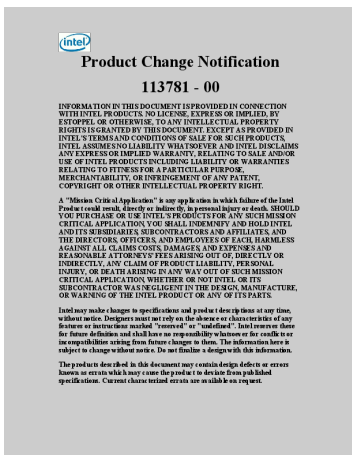 intel
Product Change Notification
113781 - 00
INFORMATION IN THIS DOCUMENT IS PROVIDED IN CONNECTION
WITH INTEL PRODUCTS. NO LICENSE, EXPRESS OR IMPLIED, BY
ESTOPPEL OR OTHERWISE, TO ANY INTELLECTUAL PROPERTY
RIGHTS IS GRANTED BY THIS DOCUMENT. EXCEPT AS PROVIDED IN
INTEL'S TERMS AND CONDITIONS OF SALE FOR SUCH PRODUCTS,
INTEL ASSUMES NO LIABILITY WHATSOEVER AND INTEL DISCLAIMS
ANY EXPRESS OR IMPLIED WARRANTY, RELATING TO SALE AND/OR
USE OF INTEL PRODUCTS INCLUDING LIABILITY OR WARRANTIES
RELATING TO FITNESS FOR A PARTICULAR PURPOSE,
MERCHANTABILITY, OR INFRINGEMENT OF ANY PATENT,
COPYRIGHT OR OTHER INTELLECTUAL PROPERTY RIGHT.
A "Mission Critical Application" is any application in which failure of the Intel
Product could result, directly or indirectly, in personal injury or death. SHOULD
YOU PURCHASE OR USE INTEL'S PRODUCTS FOR ANY SUCH MISSION
CRITICAL APPLICATION, YOU SHALL INDEMNIFY AND HOLD INTEL
AND ITS SUBSIDIARIES, SUBCONTRACTORS AND AFFILIATES, AND
THE DIRECTORS, OFFICERS, AND EMPLOYEES OF EACH, HARMLESS
AGAINST ALL CLAIMS COSTS, DAMAGES, AND EXPENSES AND
REASONABLE ATTORNEYS' FEES ARISING OUT OF, DIRECTLY OR
INDIRECTLY, ANY CLAIM OF PRODUCT LIABILITY, PERSONAL
INJURY, OR DEATH ARISING IN ANY WAY OUT OF SUCH MISSION
CRITICAL APPLICATION, WHETHER OR NOT INTEL OR ITS
SUBCONTRACTOR WAS NEGLIGENT IN THE DESIGN, MANUFACTURE,
OR WARNING OF THE INTEL PRODUCT OR ANY OF ITS PARTS.
Intel may make changes to specifications and product descriptions at any time,
without notice. Designers must not rely on the absence or characteristics of any
features or instructions marked "reserved" or "undefined". Intel reserves these
for future definition and shall have no responsibility whatsoever for conflicts or
incompatibilities arising from future changes to them. The information here is
subject to change without notice. Do not finalize a design with this information.
The products described in this document may contain design defects or errors
known as errata which may cause the product to deviate from published
specifications. Current characterized errata are available on request.